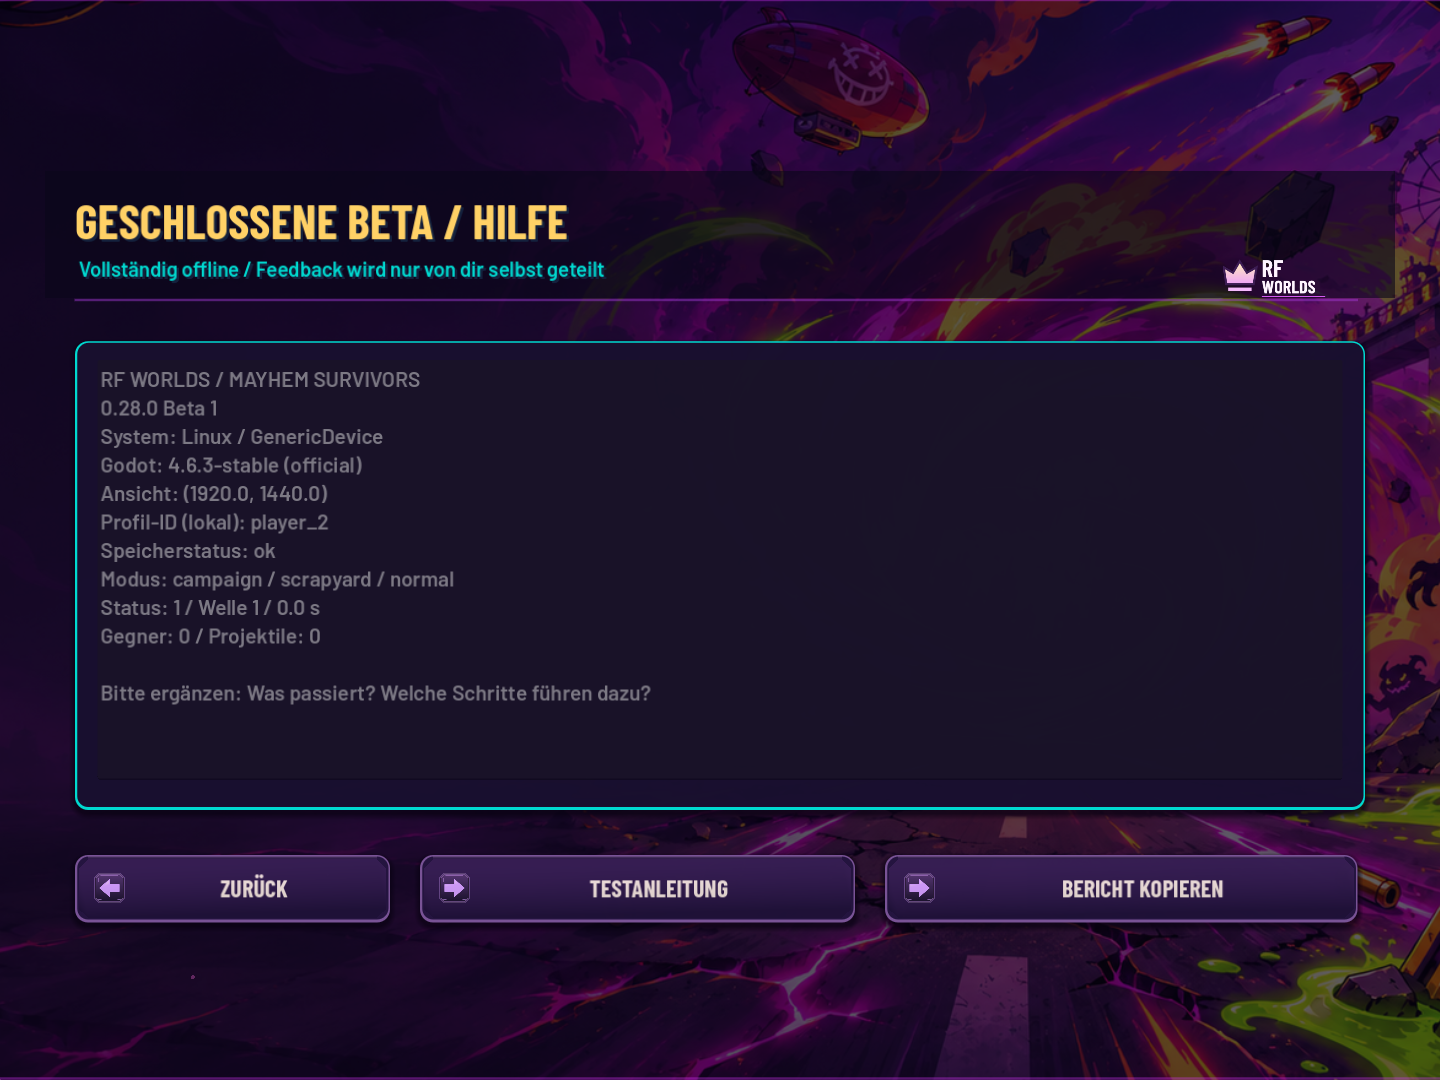 GESCHLOSSENE BETA / HILFE
Vollständig offline / Feedback wird nur von dir selbst geteilt
RF
WORLDS
RF WORLDS / MAYHEM SURVIVORS
0.28.0 Beta 1
System: Linux / GenericDevice
Godot: 4.6.3-stable (official)
Ansicht: (1920.0, 1440.0)
Profil-ID (lokal): player_2
Speicherstatus: ok
Modus: campaign / scrapyard / normal
Status: 1 / Welle 1 / 0.0 s
Gegner: 0 / Projektile: 0
Bitte ergänzen: Was passiert? Welche Schritte führen dazu?
ZURÜCK
TESTANLEITUNG
BERICHT KOPIEREN